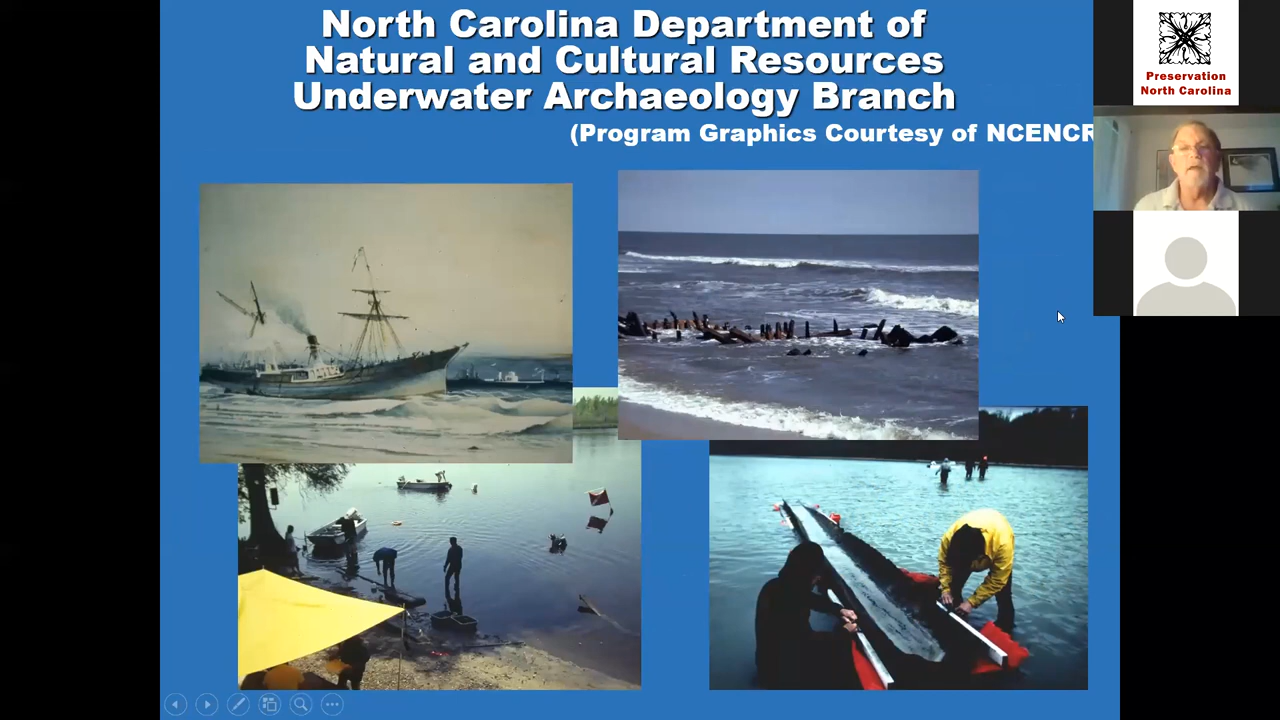 North Carolina Department of
Natural and Cultural Resources
Underwater Archaeology Branch
(Program Graphics Courtesy of NCENCR
Preservation
North Carolina